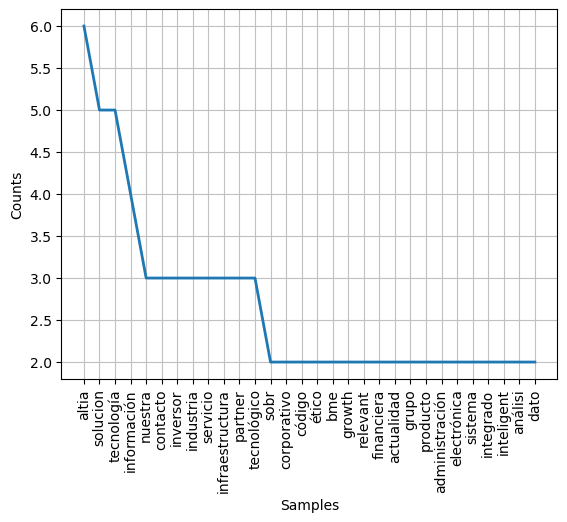 6.0
5.5
5.0
4.5
4.0
3.5
3.0
2.5
2.0
Counts
altia
solucion
tecnología
información
nuestra
contacto
inversor
industria
servicio
infraestructura
partner
tecnológico
sobr
corporativo
código
ético
bme
growth
relevant
financiera
actualidad
grupo
producto
administración
electrónica
sistema
integrado
inteligent
análisi
dato
Samples